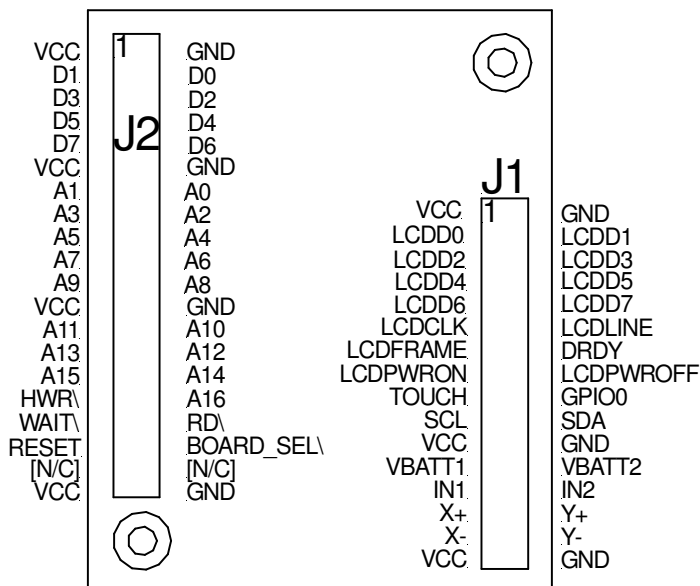 1
VCC GND
D1 D0
D3 D2
D5 D4
D7 D6
J2
VCC GND
A1 A0
A3 A2
A5 A4
A7 A6
A9 A8
VCC GND
A11 A10
A13 A12
A15 A14
HWR\ A16
WAIT\ RD\
RESET BOARD_SEL\
[N/C] [N/C]
VCC GND
J1
1
VCC GND
LCDD0 LCDD1
LCDD2 LCDD3
LCDD4 LCDD5
LCDD6 LCDD7
LCDCLK LCDLINE
LCDFRAME DRDY
LCDPWRON LCDPWROFF
TOUCH GPIO0
SCL SDA
VCC GND
VBATT1 VBATT2
IN1 IN2
X+ Y+
X- Y-
VCC GND